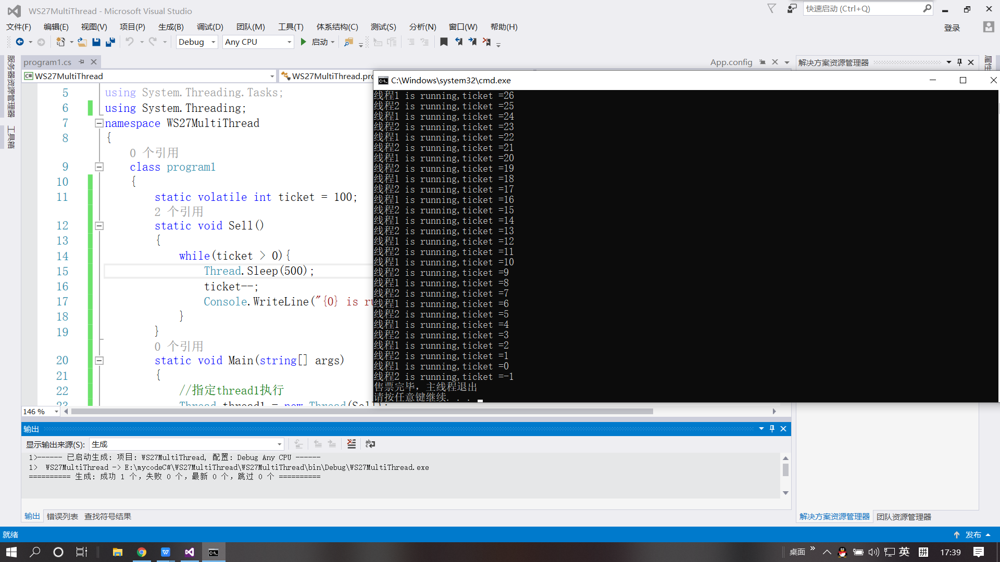 WS27MultiThread - Microsoft Visual Studio
快速启动 (Ctrl+Q)
文件(F) 编辑(E) 视图(V) 项目(P) 生成(B) 调试(D) 团队(M) 工具(T) 体系结构(C) 测试(S) 分析(N) 窗口(W) 帮助(H)
登录
Debug Any CPU 启动
服务器资源管理器
工具箱
program1.cs
App.config
解决方案资源管理器
属性
WS27MultiThread
WS27MultiThread.pro
5 using System.Threading.Tasks;
6 using System.Threading;
7 namespace WS27MultiThread
8 {
0 个引用
9 class program1
10 {
11 static volatile int ticket = 100;
2 个引用
12 static void Sell()
13 {
14 while(ticket > 0){
15 Thread.Sleep(500);
16 ticket--;
17 Console.WriteLine("{0} is ru
18 }
19 }
0 个引用
20 static void Main(string[] args)
21 {
22 //指定thread1执行
23 Thread thread1 = new Thread(Sell);
146 %
C:\Windows\system32\cmd.exe
线程1 is running,ticket =26
线程2 is running,ticket =25
线程1 is running,ticket =24
线程2 is running,ticket =23
线程1 is running,ticket =22
线程2 is running,ticket =21
线程1 is running,ticket =20
线程2 is running,ticket =19
线程1 is running,ticket =18
线程2 is running,ticket =17
线程1 is running,ticket =16
线程2 is running,ticket =15
线程1 is running,ticket =14
线程2 is running,ticket =13
线程1 is running,ticket =12
线程2 is running,ticket =11
线程1 is running,ticket =10
线程2 is running,ticket =9
线程1 is running,ticket =8
线程2 is running,ticket =7
线程1 is running,ticket =6
线程2 is running,ticket =5
线程1 is running,ticket =4
线程2 is running,ticket =3
线程1 is running,ticket =2
线程2 is running,ticket =1
线程1 is running,ticket =0
线程2 is running,ticket =-1
售票完毕，主线程退出
请按任意键继续. . .
输出
显示输出来源(S): 生成
1>------ 已启动生成: 项目: WS27MultiThread, 配置: Debug Any CPU ------
1>  WS27MultiThread -> E:\mycodeC#\WS27MultiThread\WS27MultiThread\bin\Debug\WS27MultiThread.exe
========== 生成: 成功 1 个，失败 0 个，最新 0 个，跳过 0 个 ==========
输出 错误列表 查找符号结果
解决方案资源管理器 团队资源管理器
就绪
发布
桌面
英
拼
17:39